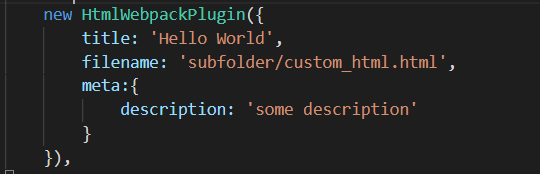 new HtmlWebpackPlugin({
title: 'Hello World',
filename: 'subfolder/custom_html.html',
meta:{
description: 'some description'
}
}),